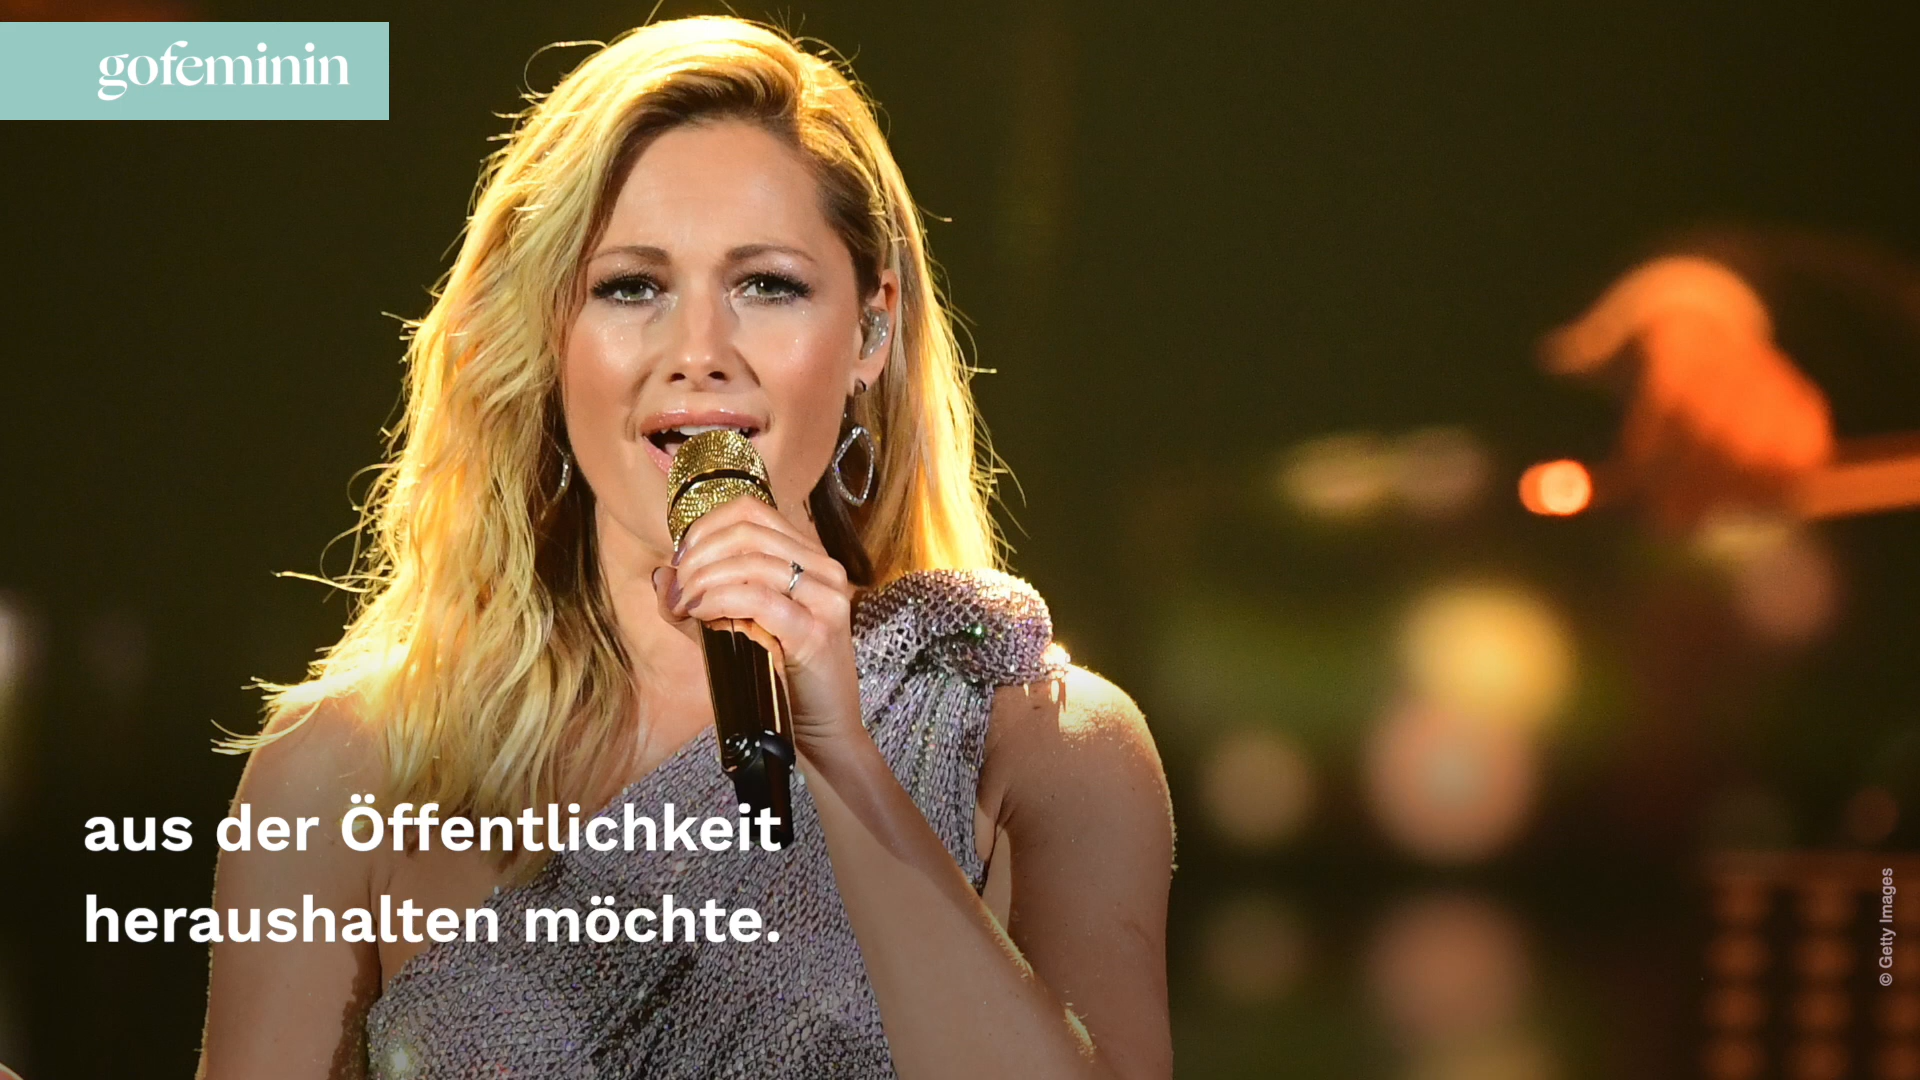 gofeminin
aus der Öffentlichkeit
heraushalten möchte.
© Getty Images